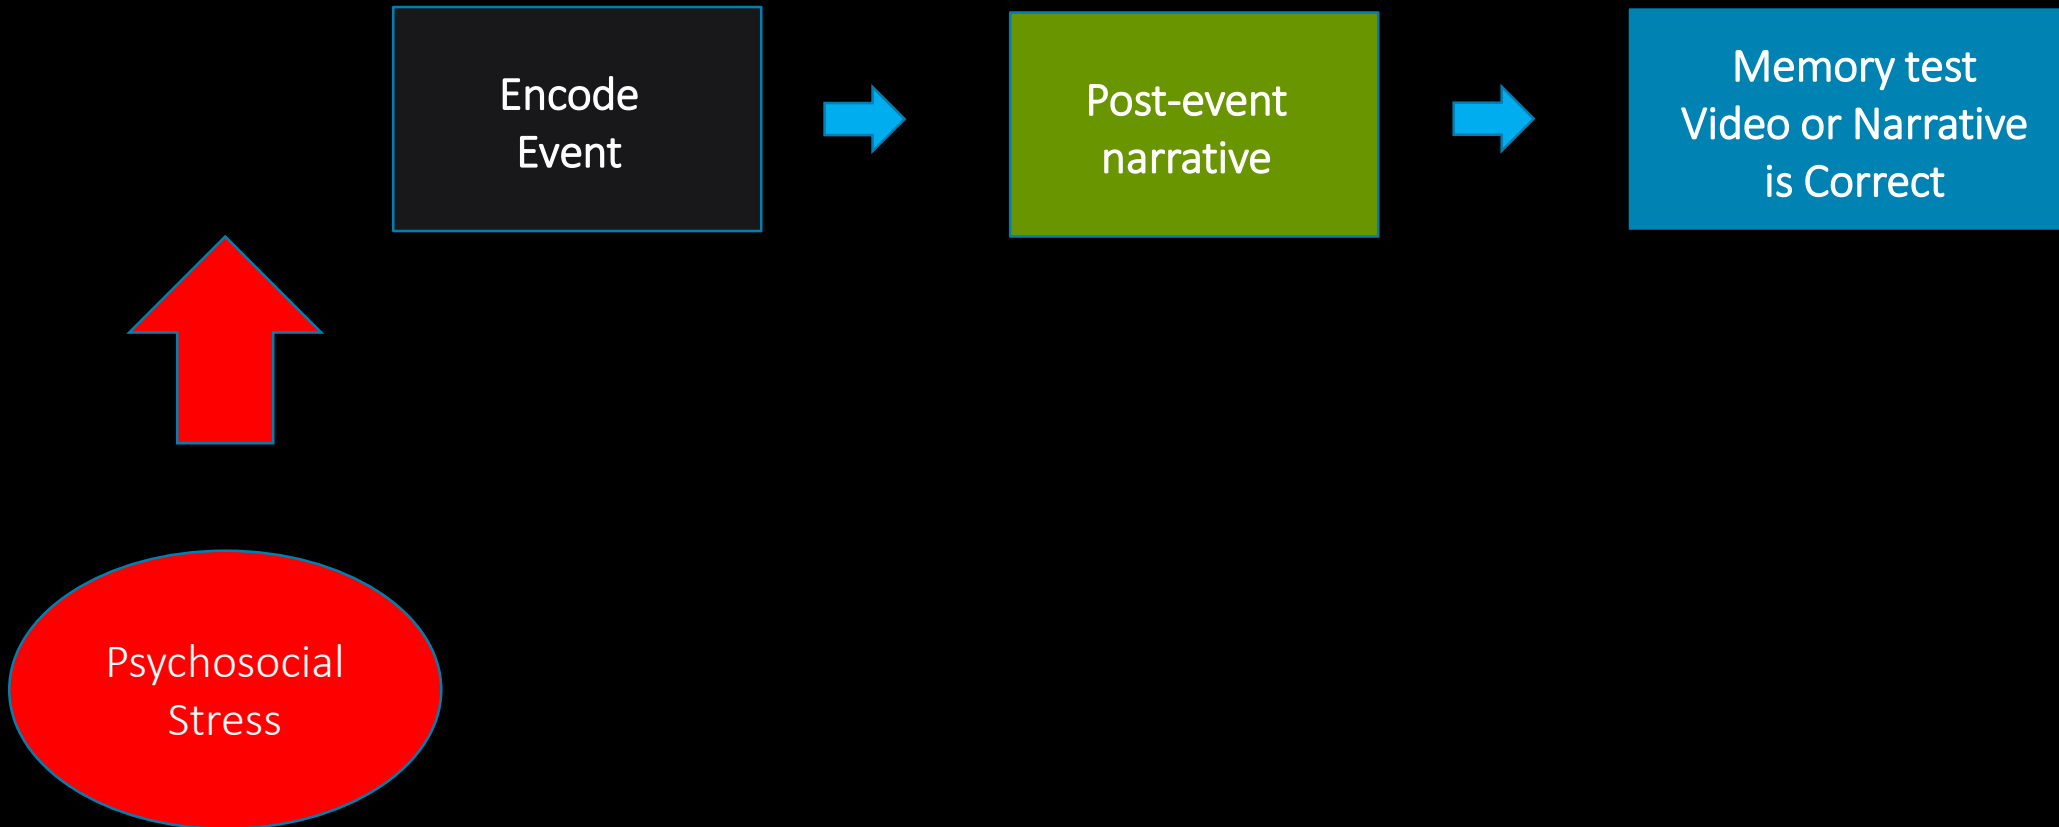 Encode
Event
Post-event
narrative
Memory test
Video or Narrative
is Correct
Psychosocial
Stress